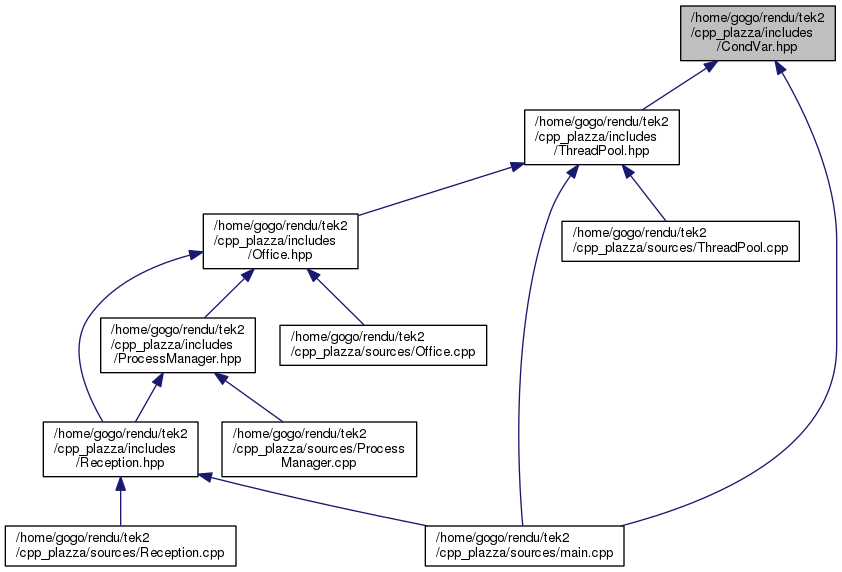 /home/gogo/rendu/tek2
/cpp_plazza/includes
/CondVar.hpp
/home/gogo/rendu/tek2
/cpp_plazza/includes
/ThreadPool.hpp
/home/gogo/rendu/tek2
/cpp_plazza/includes
/Office.hpp
/home/gogo/rendu/tek2
/cpp_plazza/sources/ThreadPool.cpp
/home/gogo/rendu/tek2
/cpp_plazza/includes
/ProcessManager.hpp
/home/gogo/rendu/tek2
/cpp_plazza/sources/Office.cpp
/home/gogo/rendu/tek2
/cpp_plazza/includes
/Reception.hpp
/home/gogo/rendu/tek2
/cpp_plazza/sources/Process
Manager.cpp
/home/gogo/rendu/tek2
/cpp_plazza/sources/Reception.cpp
/home/gogo/rendu/tek2
/cpp_plazza/sources/main.cpp